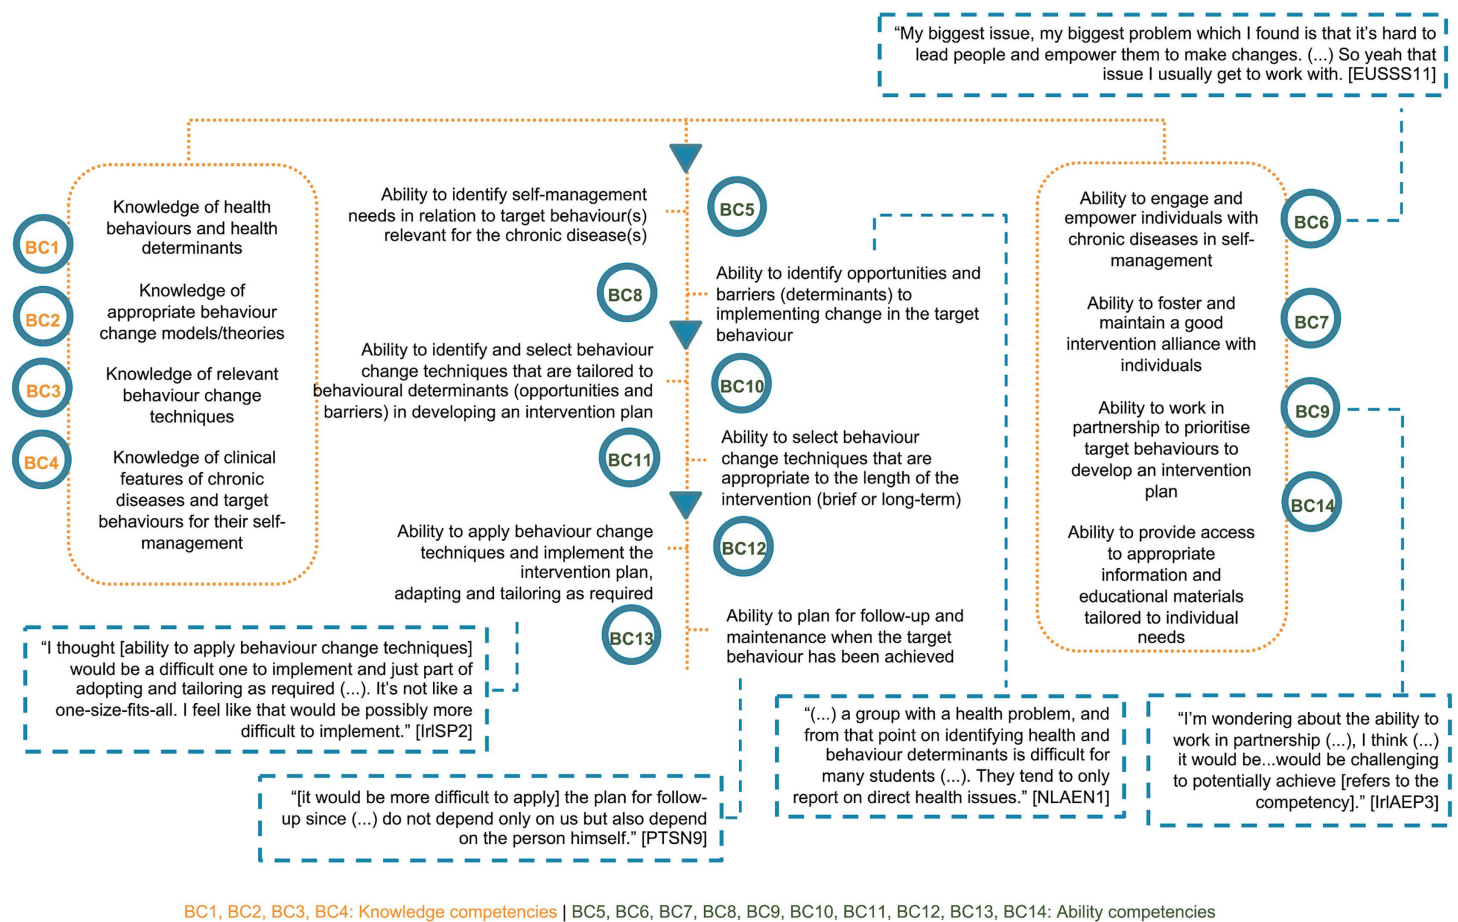 “My biggest issue, my biggest problem which I found is that it’s hard to
lead people and empower them to make changes. (...) So yeah that
issue I usually get to work with. [EUSSS11]
BC1
Knowledge of health
behaviours and health
determinants
BC2
Knowledge of
appropriate behaviour
change models/theories
BC3
Knowledge of relevant
behaviour change
techniques
BC4
Knowledge of clinical
features of chronic
diseases and target
behaviours for their self-
management
Ability to identify self-management
needs in relation to target behaviour(s)
relevant for the chronic disease(s)
BC5
BC8
Ability to identify opportunities and
barriers (determinants) to
implementing change in the target
behaviour
Ability to identify and select behaviour
change techniques that are tailored to
behavioural determinants (opportunities and
barriers) in developing an intervention plan
BC10
BC11
Ability to select behaviour
change techniques that are
appropriate to the length of the
intervention (brief or long-term)
Ability to apply behaviour change
techniques and implement the
intervention plan,
adapting and tailoring as required
BC12
BC13
Ability to plan for follow-up and
maintenance when the target
behaviour has been achieved
Ability to engage and
empower individuals with
chronic diseases in self-
management
BC6
Ability to foster and
maintain a good
intervention alliance with
individuals
BC7
Ability to work in
partnership to prioritise
target behaviours to
develop an intervention
plan
BC9
Ability to provide access
to appropriate
information and
educational materials
tailored to individual
needs
BC14
“I thought [ability to apply behaviour change techniques]
would be a difficult one to implement and just part of
adopting and tailoring as required (...). It’s not like a
one-size-fits-all. I feel like that would be possibly more
difficult to implement.” [IrlSP2]
“[it would be more difficult to apply] the plan for follow-
up since (...) do not depend only on us but also depend
on the person himself.” [PTSN9]
“(...) a group with a health problem, and
from that point on identifying health and
behaviour determinants is difficult for
many students (...). They tend to only
report on direct health issues.” [NLAEN1]
“I’m wondering about the ability to
work in partnership (...), I think (...)
it would be...would be challenging
to potentially achieve [refers to the
competency].” [IrlAEP3]
BC1, BC2, BC3, BC4: Knowledge competencies | BC5, BC6, BC7, BC8, BC9, BC10, BC11, BC12, BC13, BC14: Ability competencies